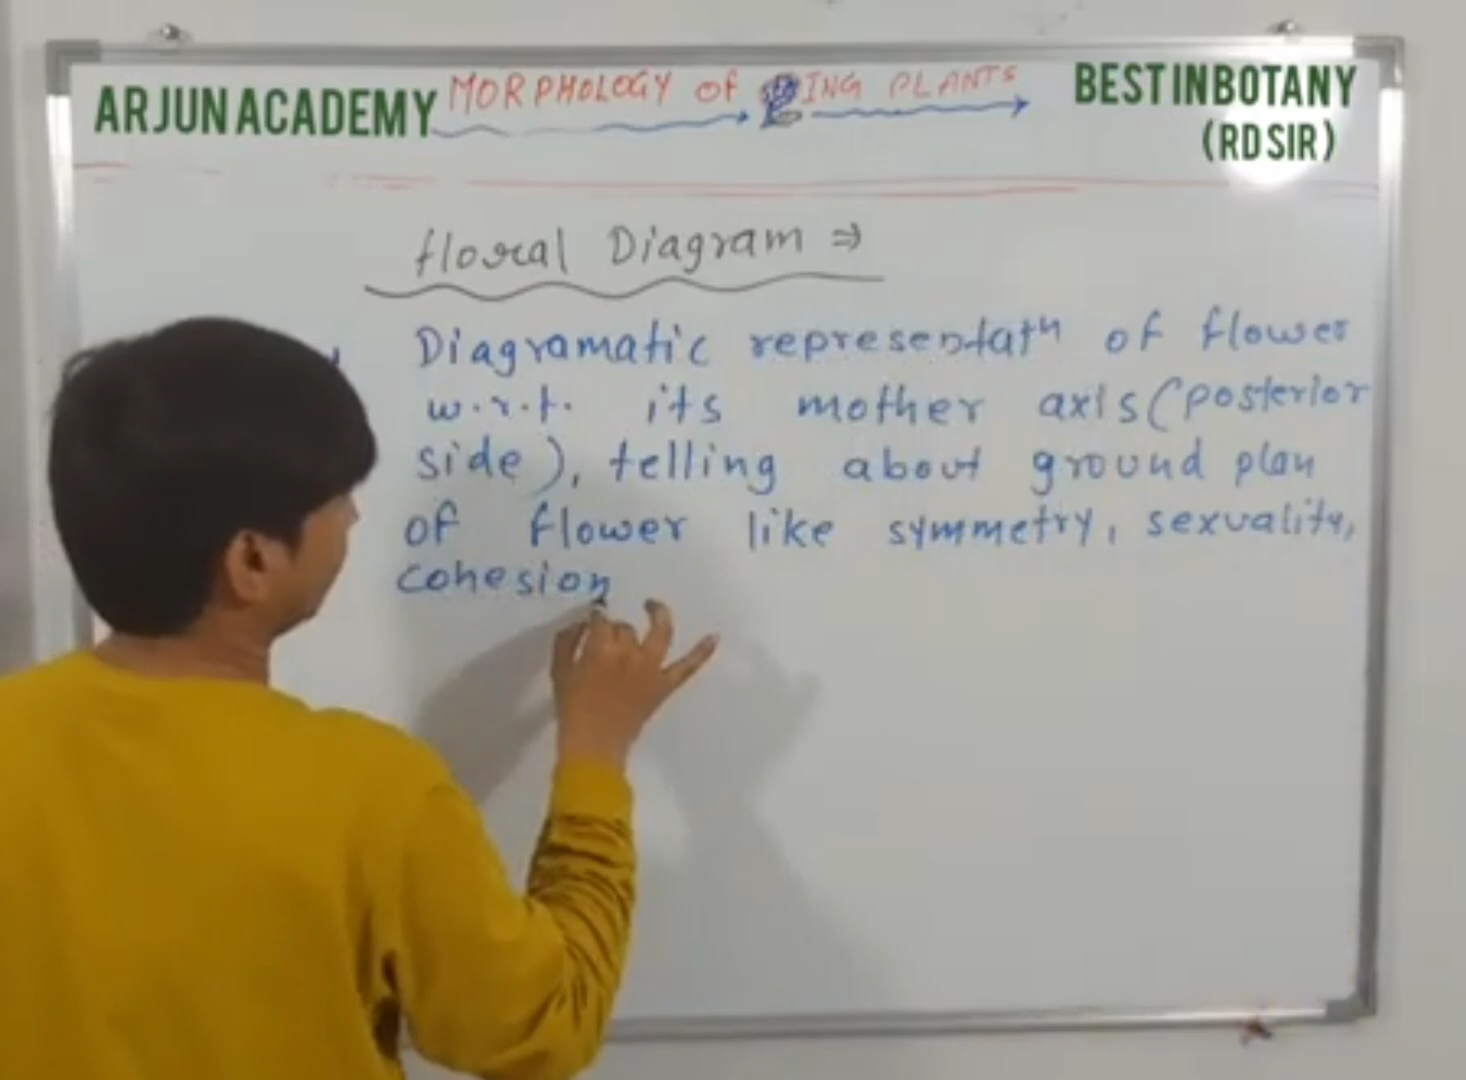 ARJUN ACADEMY MORPHOLOGY of ING PLANTS BEST IN BOTANY
(RD SIR)
floral Diagram ⇒
Diagramatic representatⁿ of flower
w.r.t. its mother axis (posterior
side), telling about ground plan
of flower like symmetry, sexuality,
cohesion